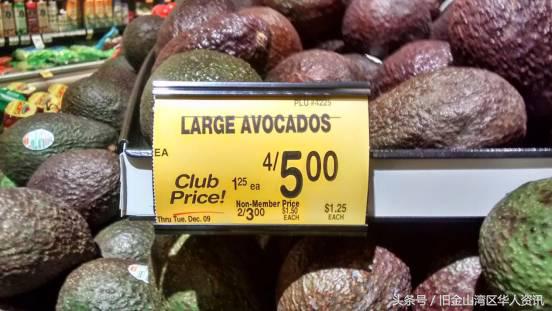 PLU #4225
LARGE AVOCADOS
EA
4/5.00
Club
Price!
1.25 ea
Non-Member Price
2/3.00
$1.50
EACH
$1.25
EACH
Thru Tue. Dec. 09
头条号 / 旧金山湾区华人资讯